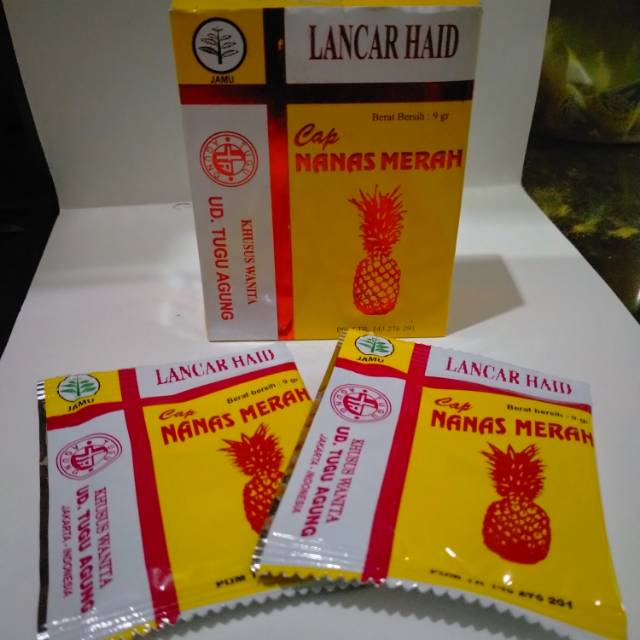 JAMU
LANCAR HAID
Berat Bersih : 9 gr
Cap
NANAS MERAH
KHUSUS WANITA
UD. TUGU AGUNG
JAMU
LANCAR HAID
Berat bersih : 9 gr
Cap
NANAS MERAH
KHUSUS WANITA
UD. TUGU AGUNG
JAKARTA - INDONESIA
JAMU
LANCAR HAID
Berat bersih : 9 gr
Cap
NANAS MERAH
KHUSUS WANITA
UD TUGU AGUNG
JAKARTA - INDONESIA